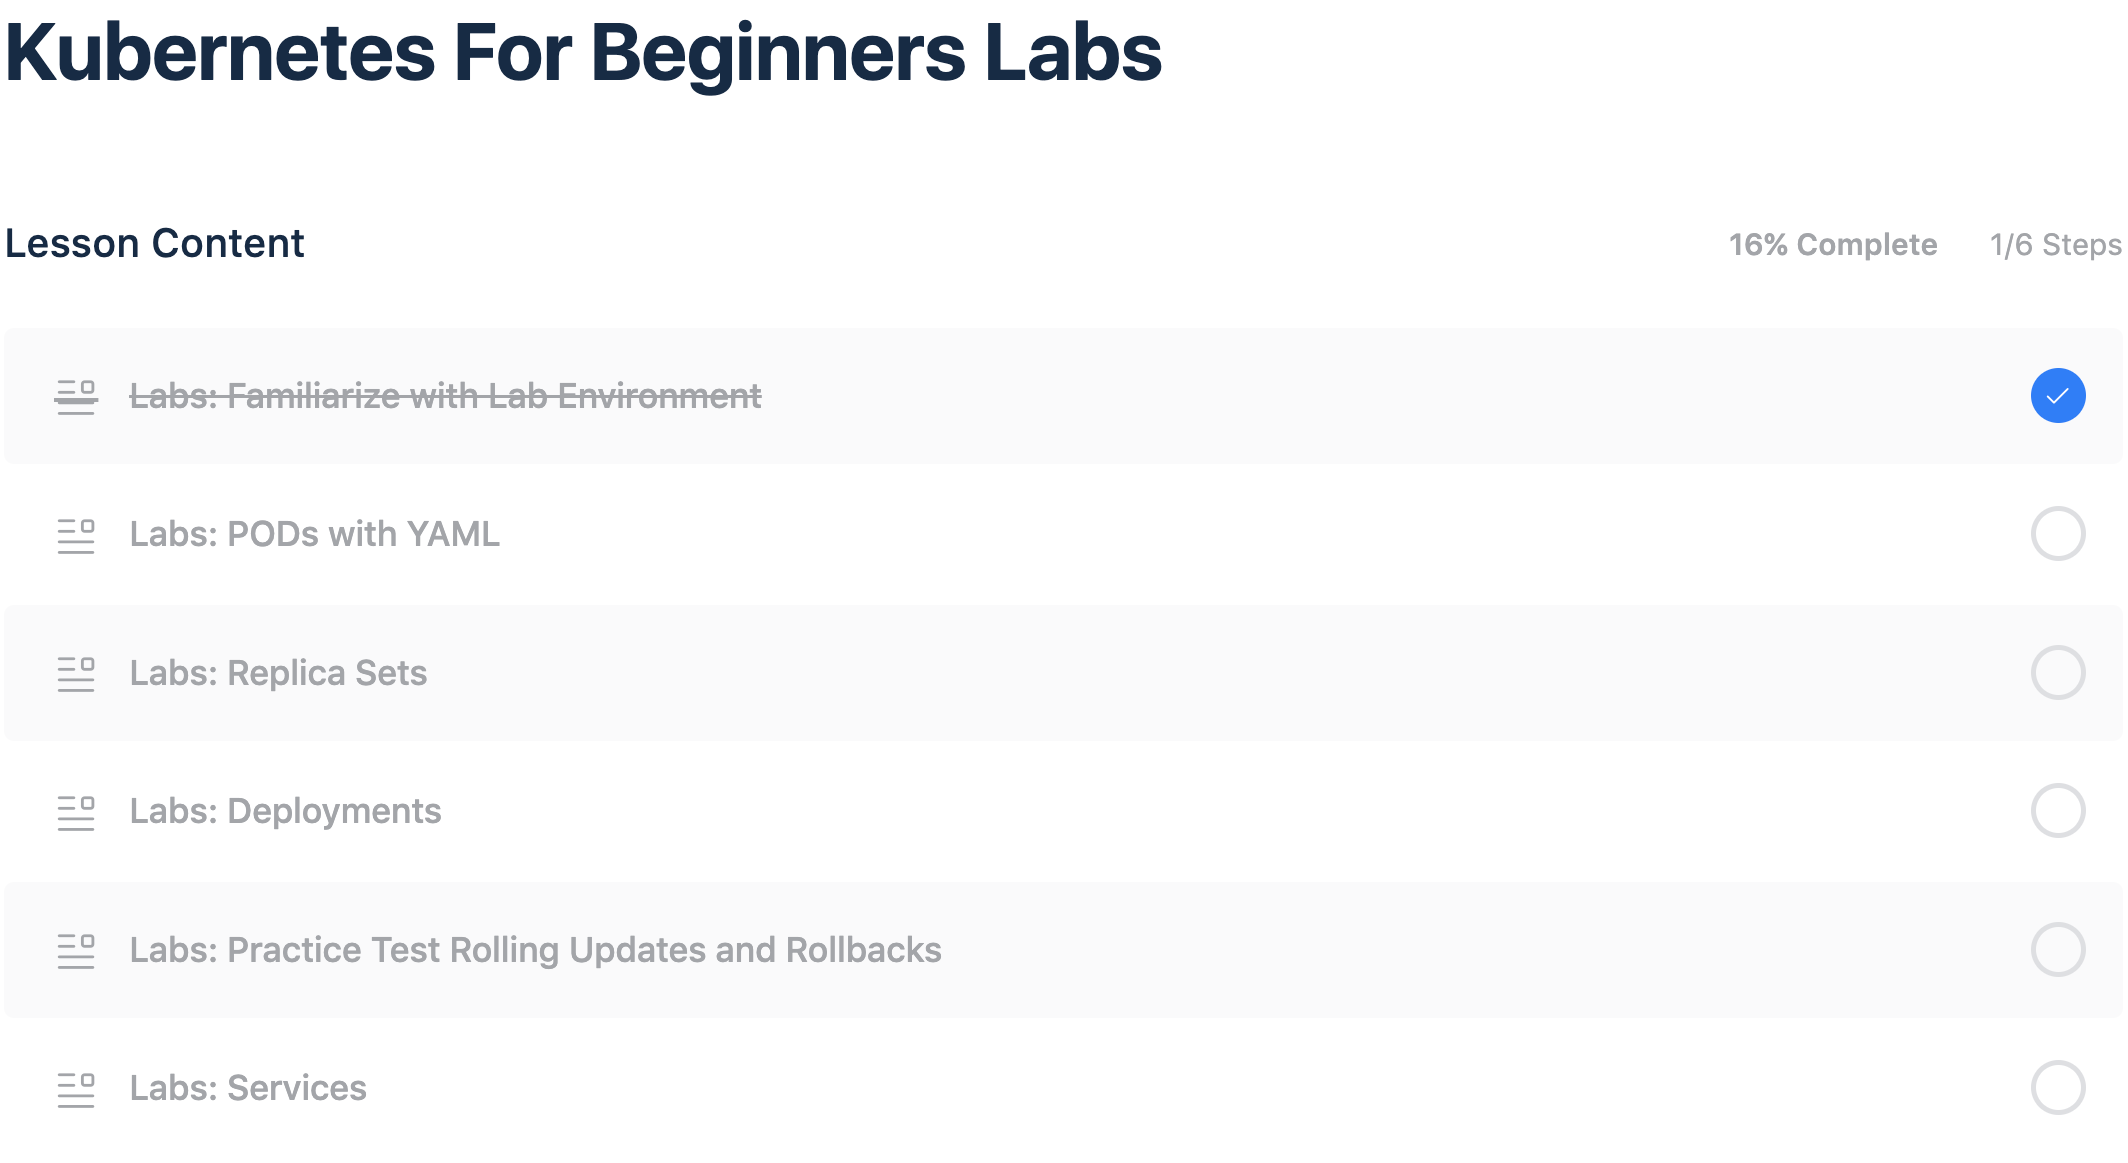 Kubernetes For Beginners Labs
Lesson Content
16% Complete 1/6 Steps
Labs: Familiarize with Lab Environment
Labs: PODs with YAML
Labs: Replica Sets
Labs: Deployments
Labs: Practice Test Rolling Updates and Rollbacks
Labs: Services